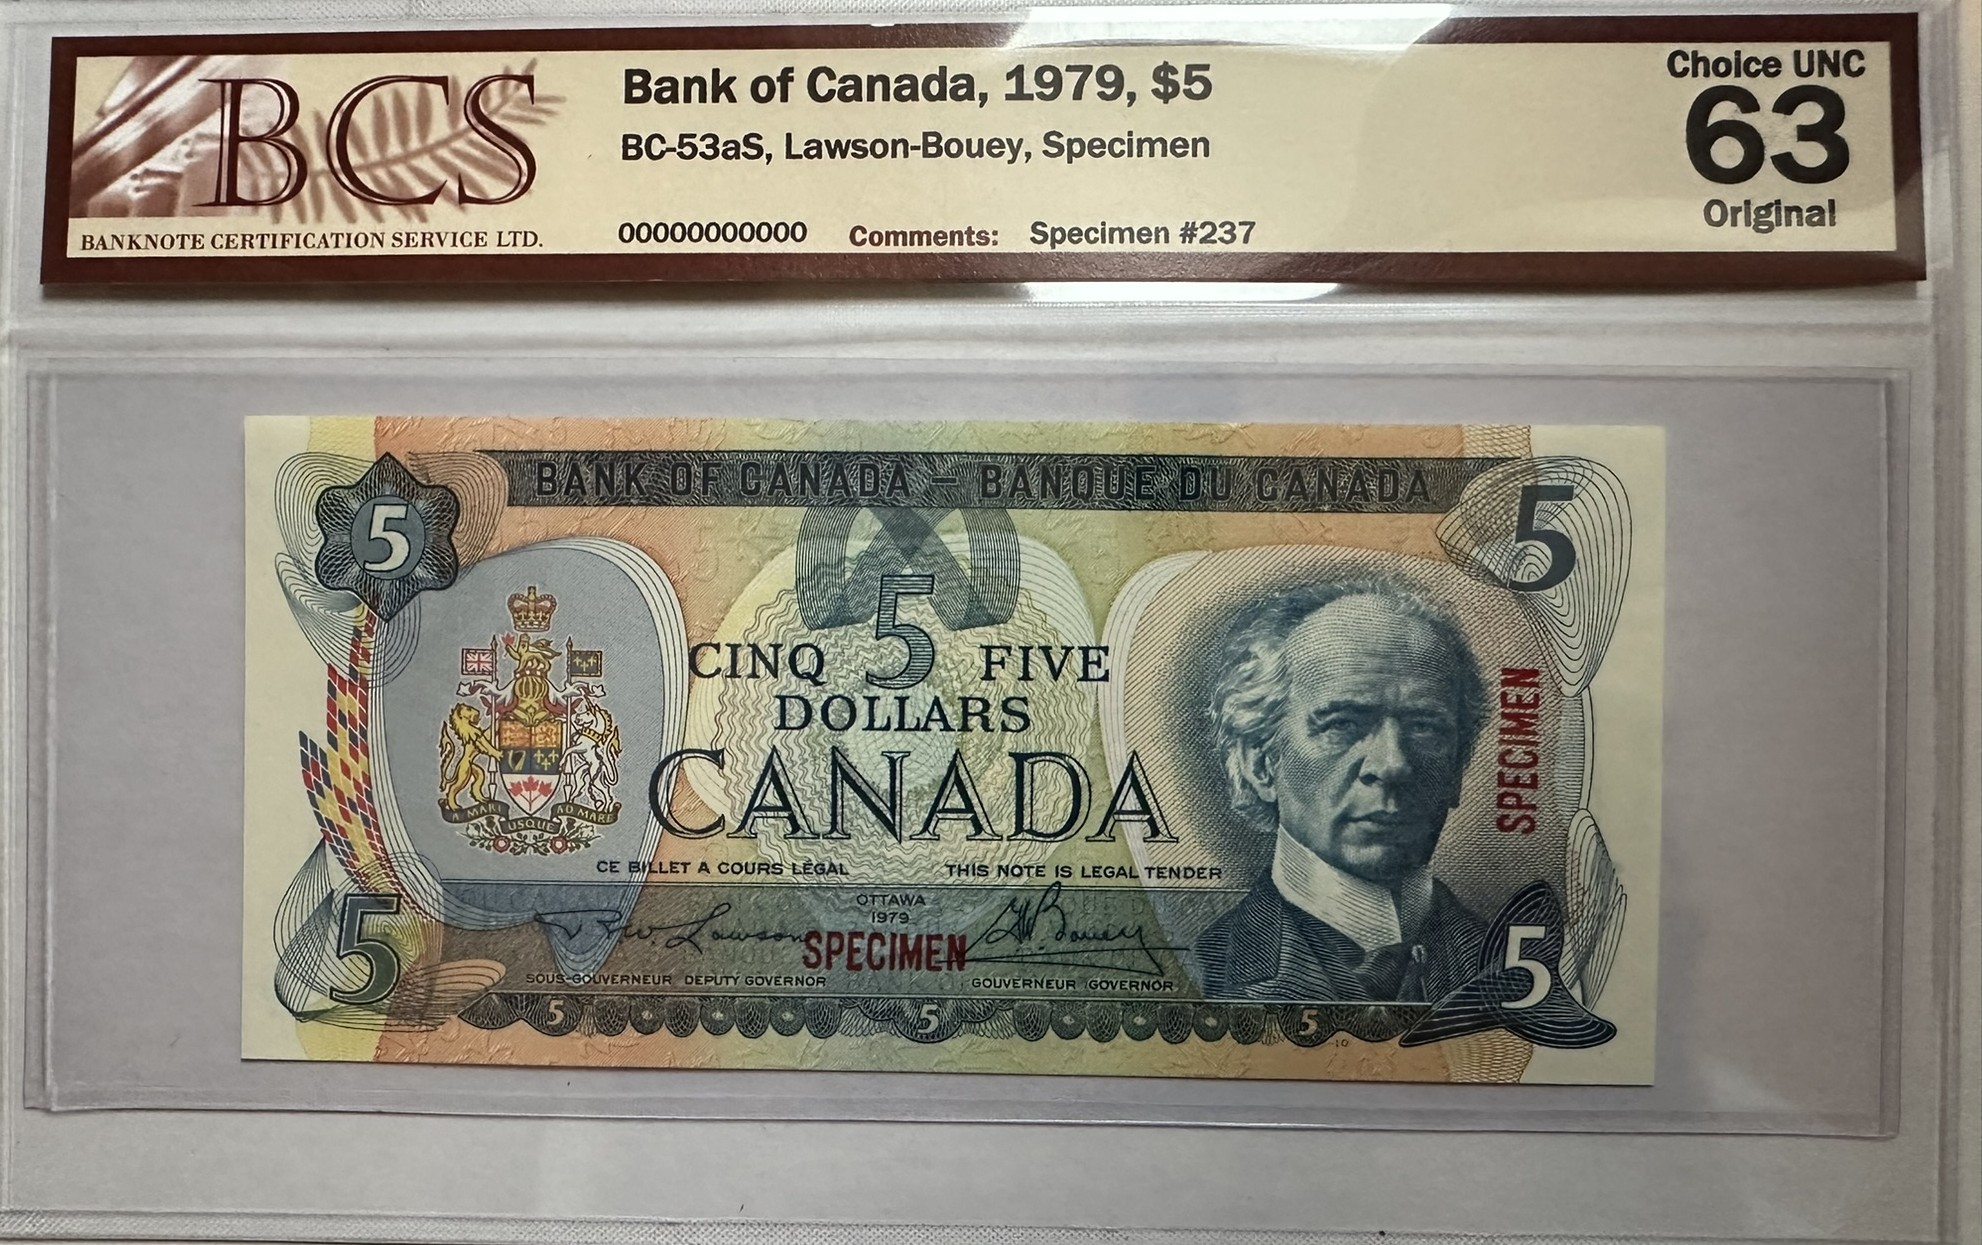 BCS
BANKNOTE CERTIFICATION SERVICE LTD.
Bank of Canada, 1979, $5
BC-53aS, Lawson-Bouey, Specimen
00000000000 Comments: Specimen #237
Choice UNC
63
Original
BANK OF CANADA – BANQUE DU CANADA
5
5
5
CINQ FIVE
DOLLARS
CANADA
A MARI USQUE AD MARE
SPECIMEN
CE BILLET A COURS LÉGAL THIS NOTE IS LEGAL TENDER
OTTAWA
1979
R.W. Lawson SPECIMEN G.K. Bouey
SOUS-GOUVERNEUR DEPUTY GOVERNOR GOUVERNEUR GOVERNOR
5 5
5 5 5
10